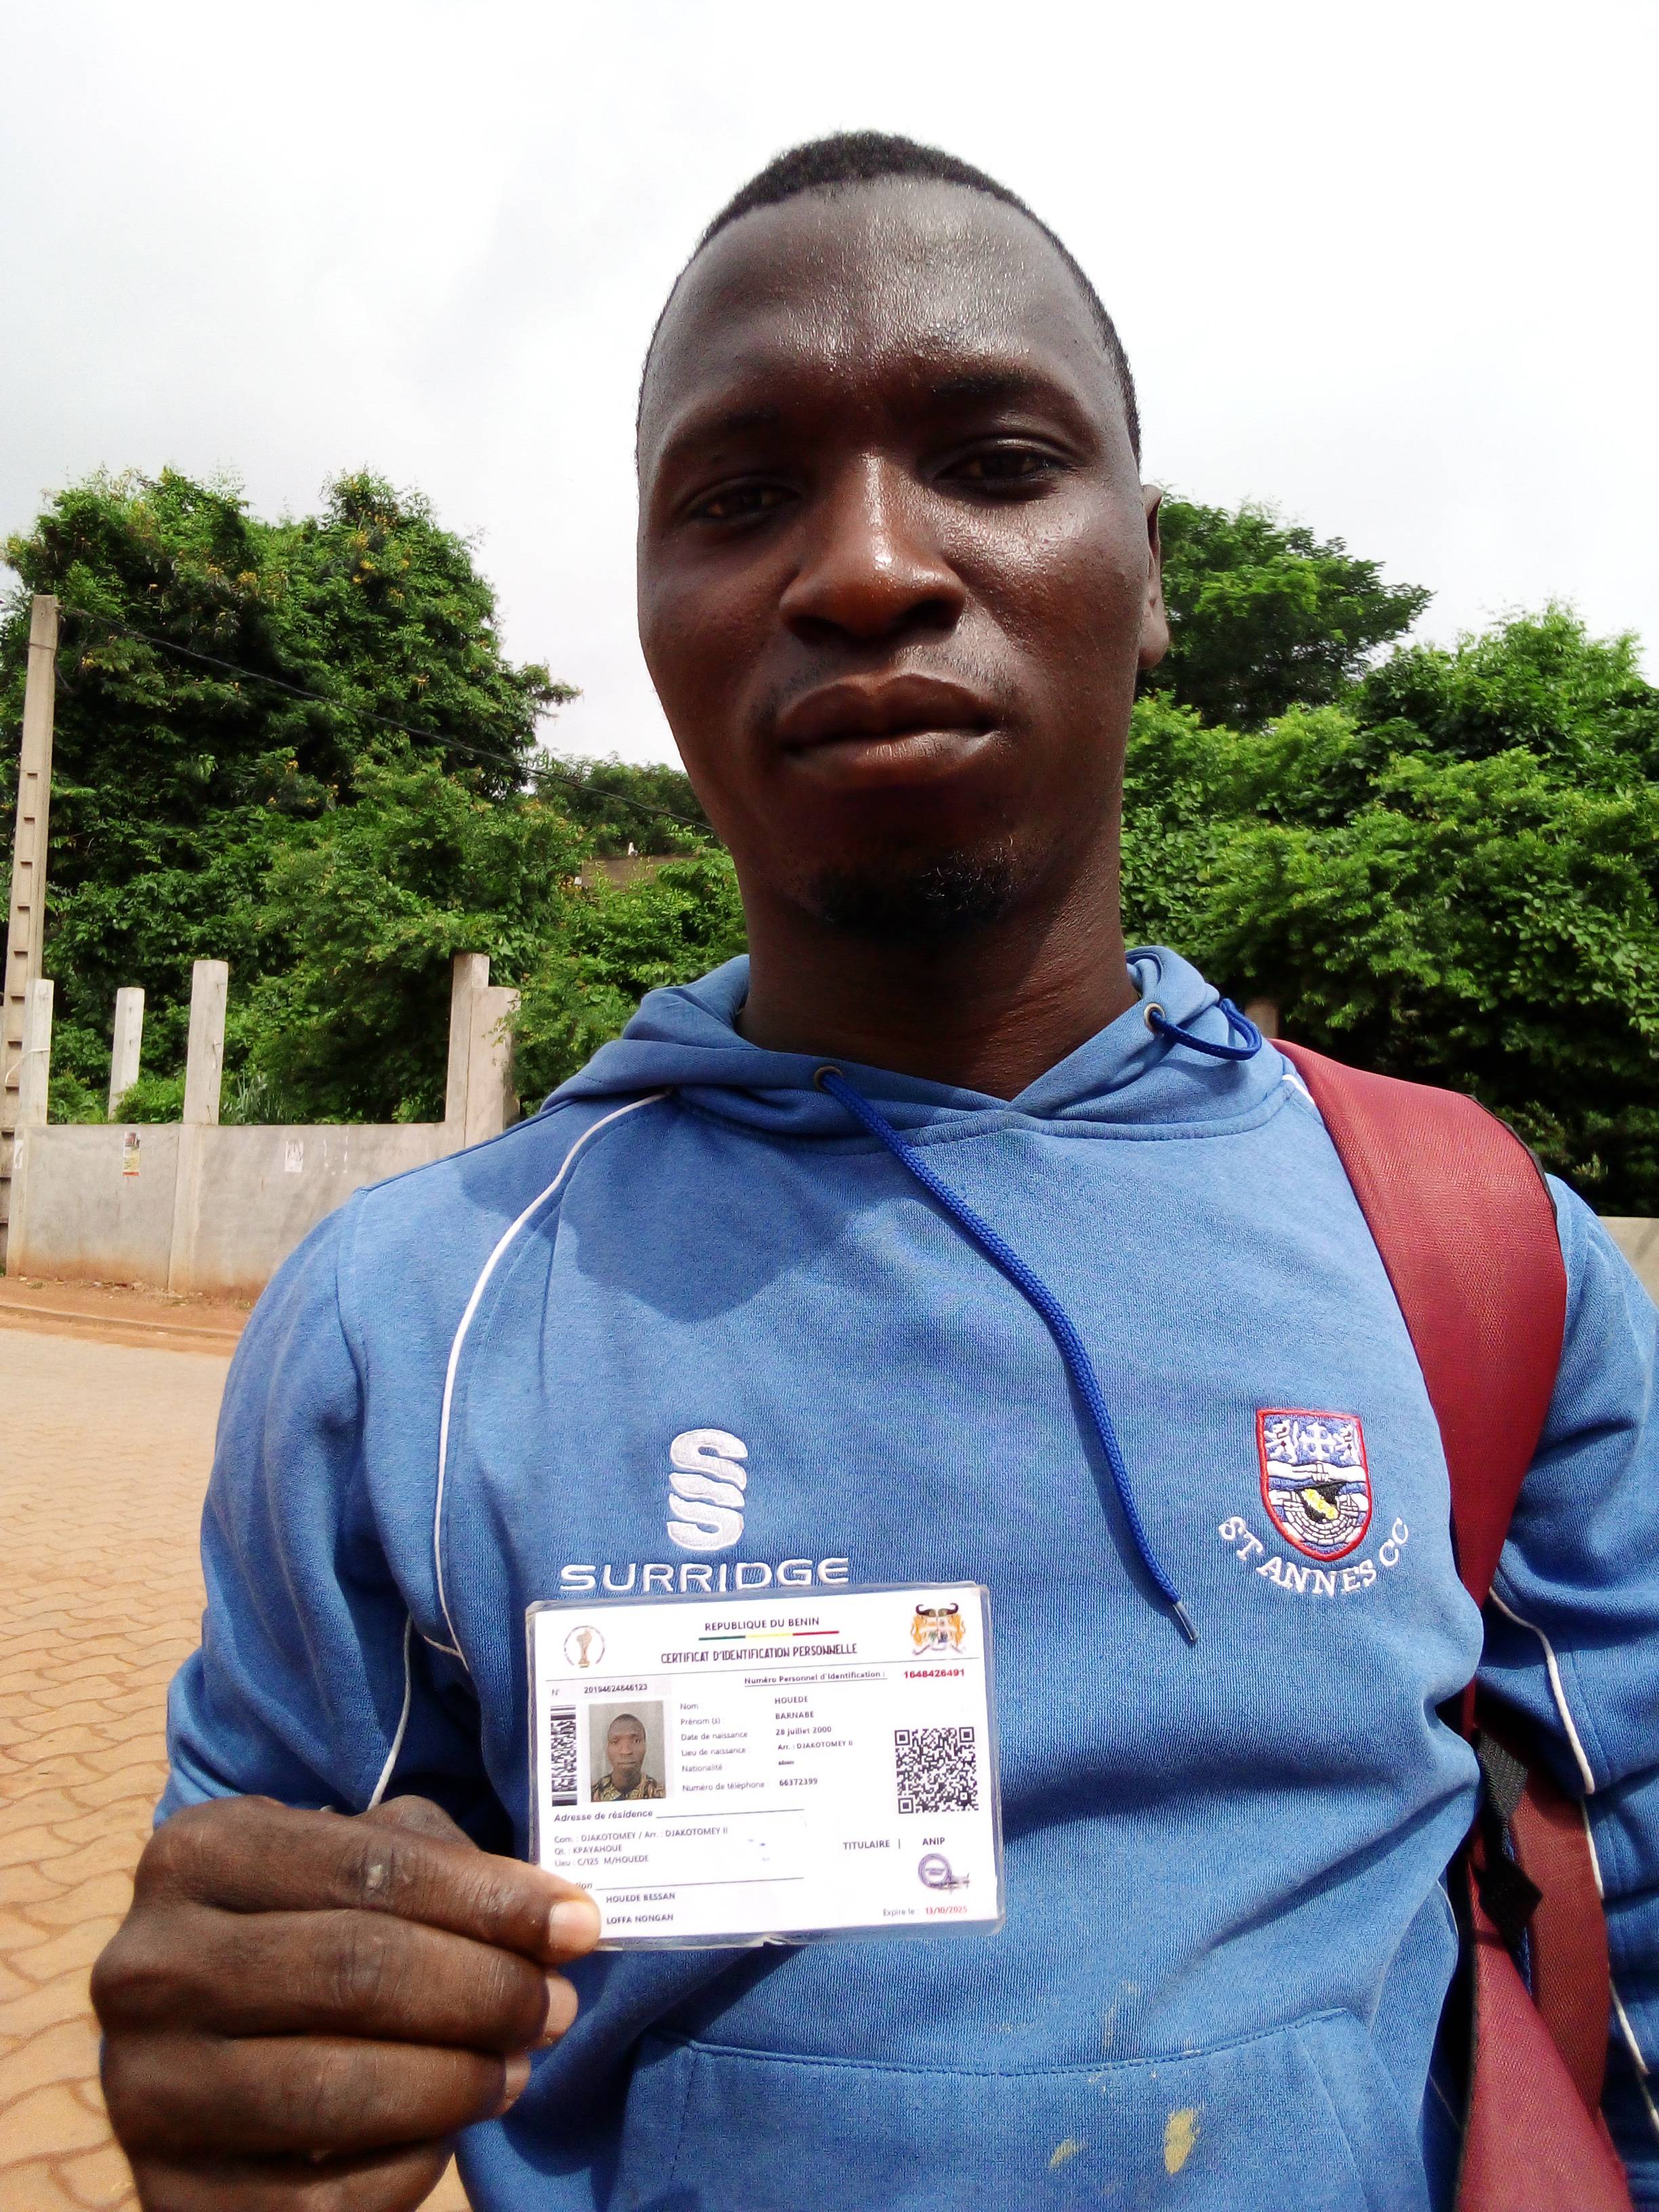 SURRIDGE
ST ANNES CC
REPUBLIQUE DU BENIN
CERTIFICAT D'IDENTIFICATION PERSONNELLE
Numéro Personnel d'Identification : 1648426491
N° 20194624846123
Nom HOUEDE
Prénom (s) BARNABE
Date de naissance 28 juillet 2000
Lieu de naissance Arr. : DJAKOTOMEY II
Nationalité
Numéro de téléphone 66372399
Adresse de résidence
Com. : DJAKOTOMEY / Arr. : DJAKOTOMEY II
Qt. : KPAYAHOUE
Lieu : C/125 M/HOUEDE
TITULAIRE | ANIP
HOUEDE BESSAN
LOFFA NONGAN
Expire le : 13/10/2025